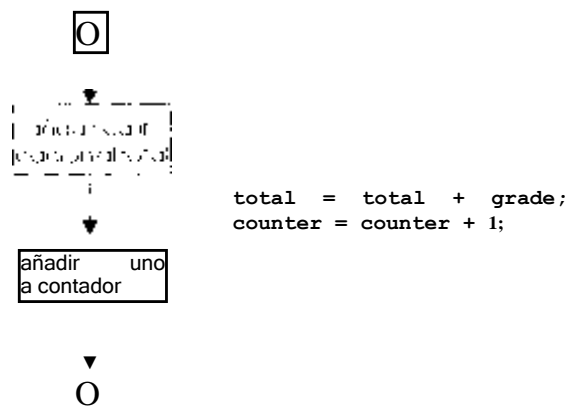 O
total = total + grade;
counter = counter + 1;
añadir uno
a contador
O